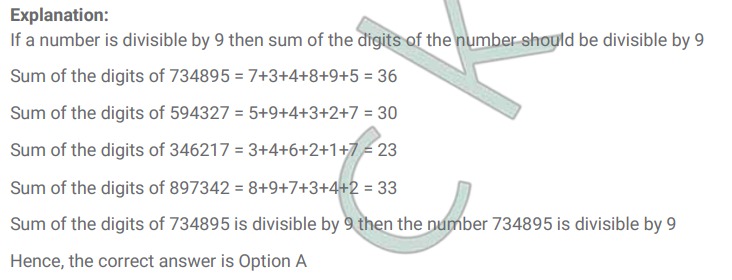 Explanation:
If a number is divisible by 9 then sum of the digits of the number should be divisible by 9
Sum of the digits of 734895 = 7+3+4+8+9+5 = 36
Sum of the digits of 594327 = 5+9+4+3+2+7 = 30
Sum of the digits of 346217 = 3+4+6+2+1+7 = 23
Sum of the digits of 897342 = 8+9+7+3+4+2 = 33
Sum of the digits of 734895 is divisible by 9 then the number 734895 is divisible by 9
Hence, the correct answer is Option A